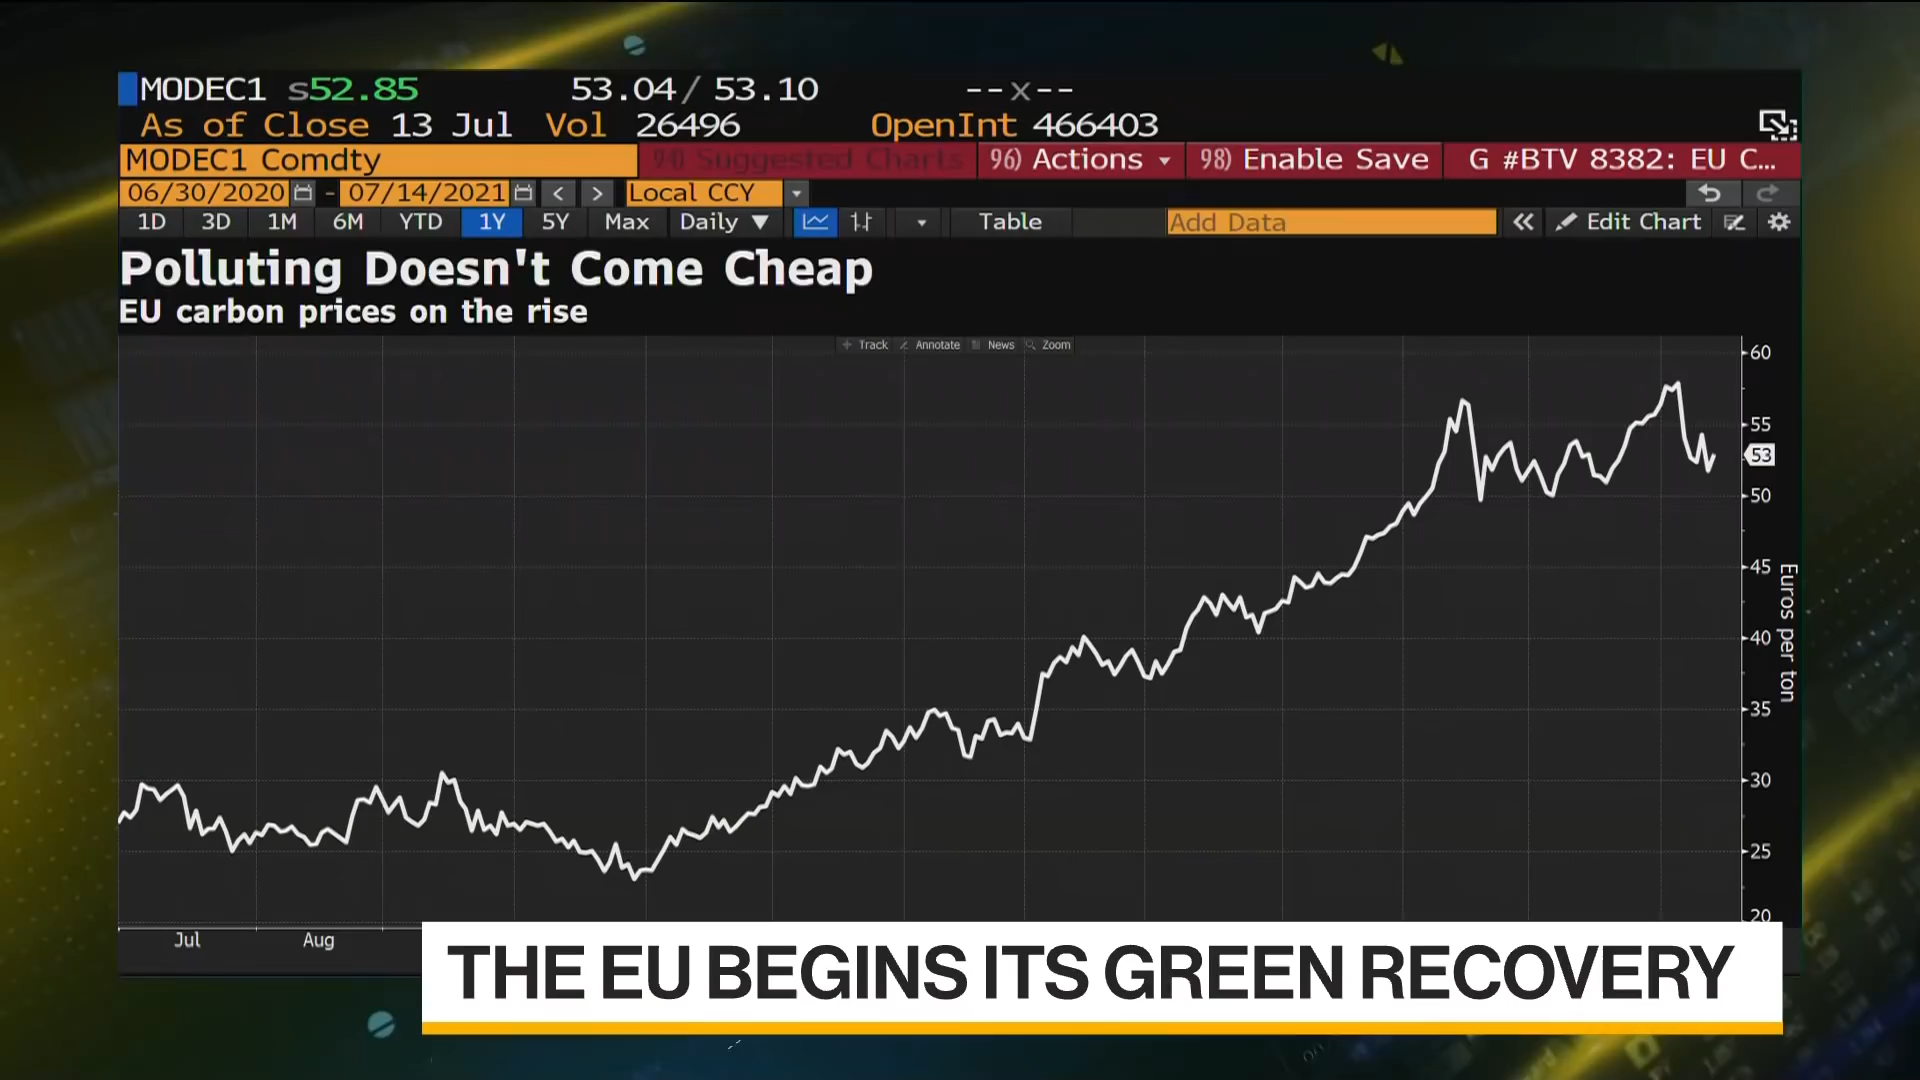 MODEC1 s52.85 53.04/ 53.10 --x--
As of Close 13 Jul Vol 26496 OpenInt 466403
MODEC1 Comdty 94) Suggested Charts 96) Actions 98) Enable Save G #BTV 8382: EU C...
06/30/2020 - 07/14/2021 < > Local CCY
1D 3D 1M 6M YTD 1Y 5Y Max Daily Table Add Data « Edit Chart
Polluting Doesn't Come Cheap
EU carbon prices on the rise
Track Annotate News Zoom
60
55
53
50
45
40
35
30
25
20
Euros per ton
Jul Aug
THE EU BEGINS ITS GREEN RECOVERY